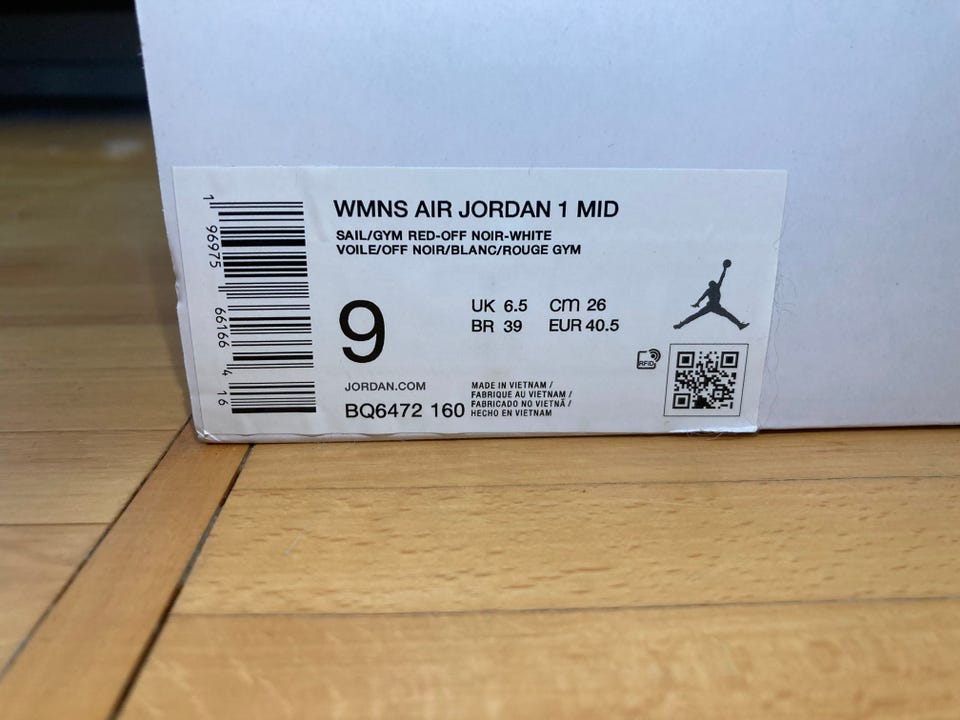 WMNS AIR JORDAN 1 MID
SAIL/GYM RED-OFF NOIR-WHITE
VOILE/OFF NOIR/BLANC/ROUGE GYM
9
UK 6.5 cm 26
BR 39 EUR 40.5
RFID
JORDAN.COM
BQ6472 160
MADE IN VIETNAM /
FABRIQUE AU VIETNAM /
FABRICADO NO VIETNÃ /
HECHO EN VIETNAM
1 96975 66166 4 16